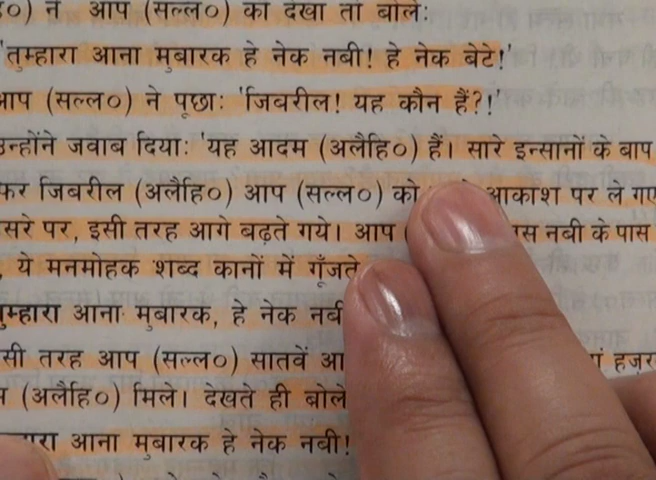 ने आप (सल्ल०) को देखा तो बोले:
'तुम्हारा आना मुबारक हे नेक नबी! हे नेक बेटे!'
आप (सल्ल०) ने पूछा: 'जिबरील! यह कौन हैं?!'
उन्होंने जवाब दिया: 'यह आदम (अलैहि०) हैं। सारे इन्सानों के बाप
जिबरील (अलैहि०) आप (सल्ल०) को आकाश पर ले गए
पर, इसी तरह आगे बढ़ते गये। आप नबी के पास
, ये मनमोहक शब्द कानों में गूँजते
आना मुबारक, हे नेक नबी
तरह आप (सल्ल०) सातवें
(अलैहि०) मिले। देखते ही बोले
आना मुबारक हे नेक नबी!